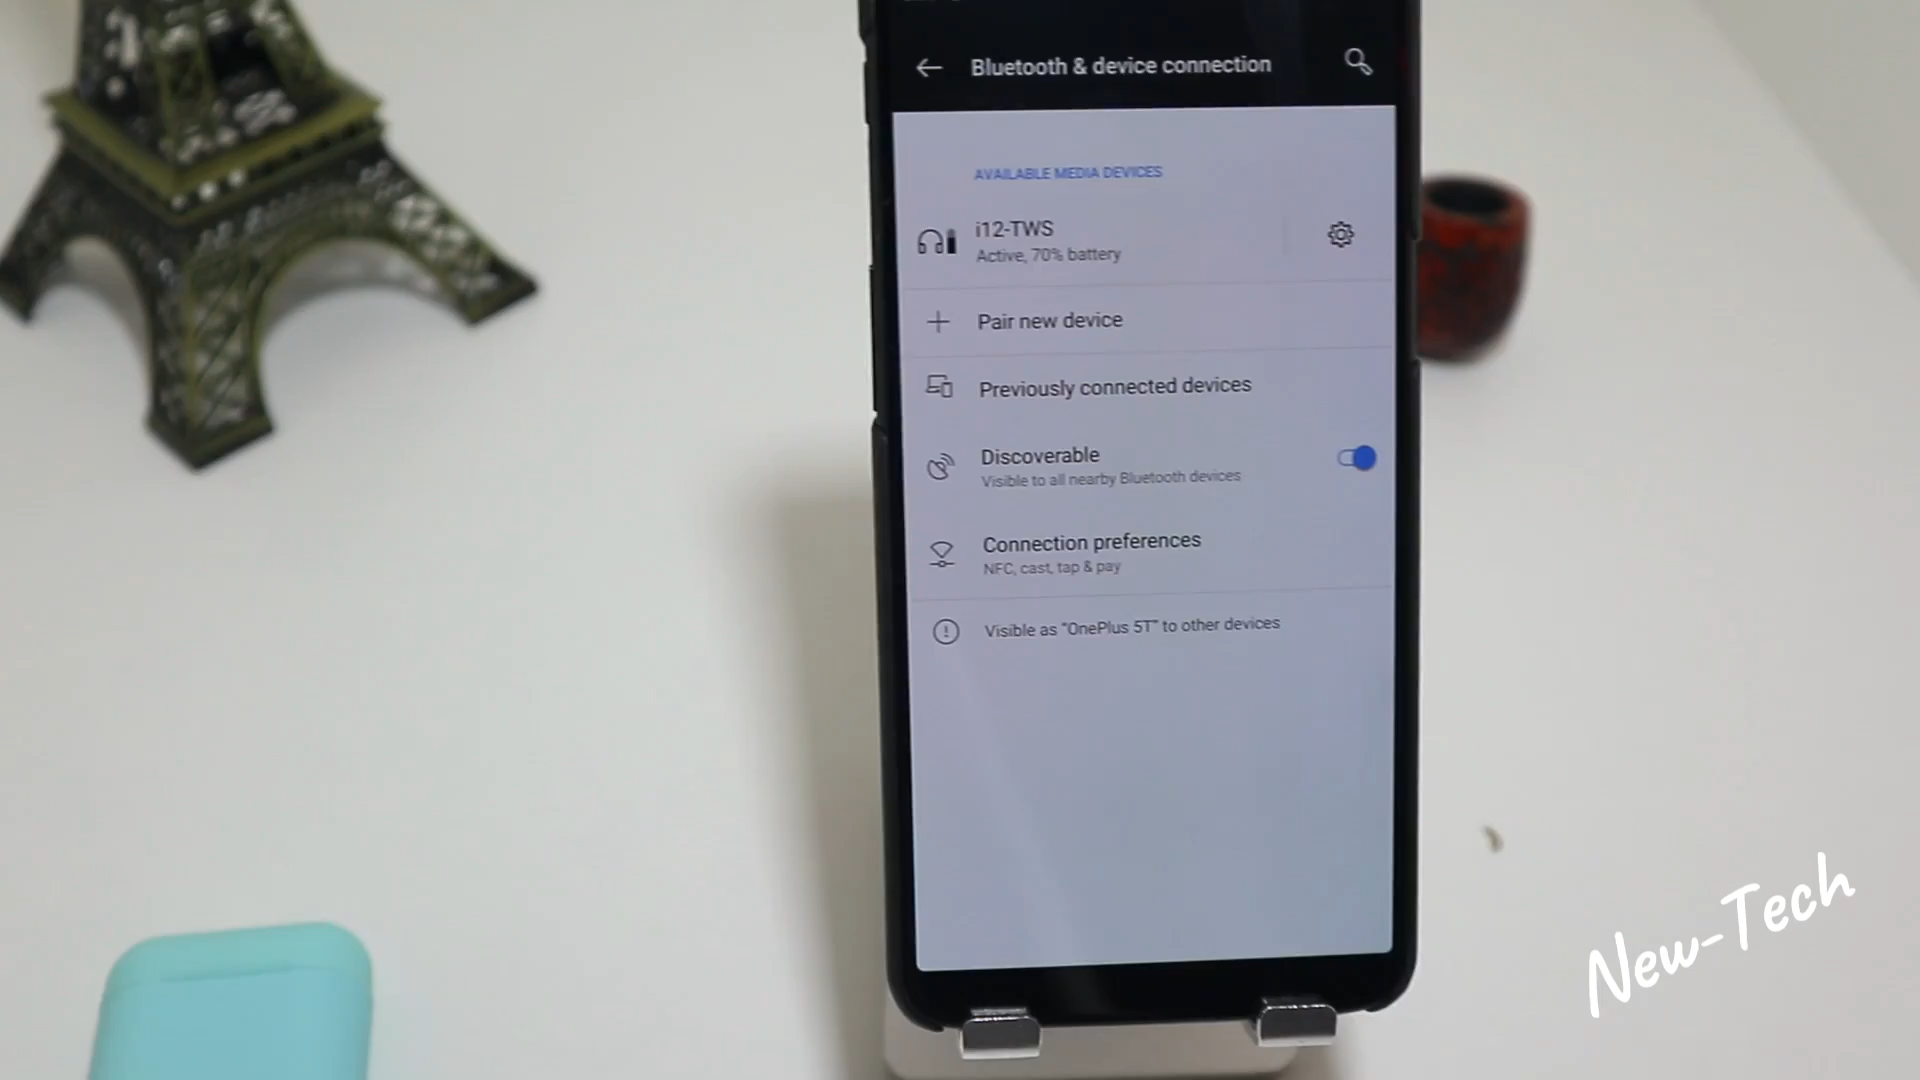 Bluetooth & device connection
AVAILABLE MEDIA DEVICES
i12-TWS
Active, 70% battery
Pair new device
Previously connected devices
Discoverable
Visible to all nearby Bluetooth devices
Connection preferences
NFC, cast, tap & pay
Visible as "OnePlus 5T" to other devices
New-Tech